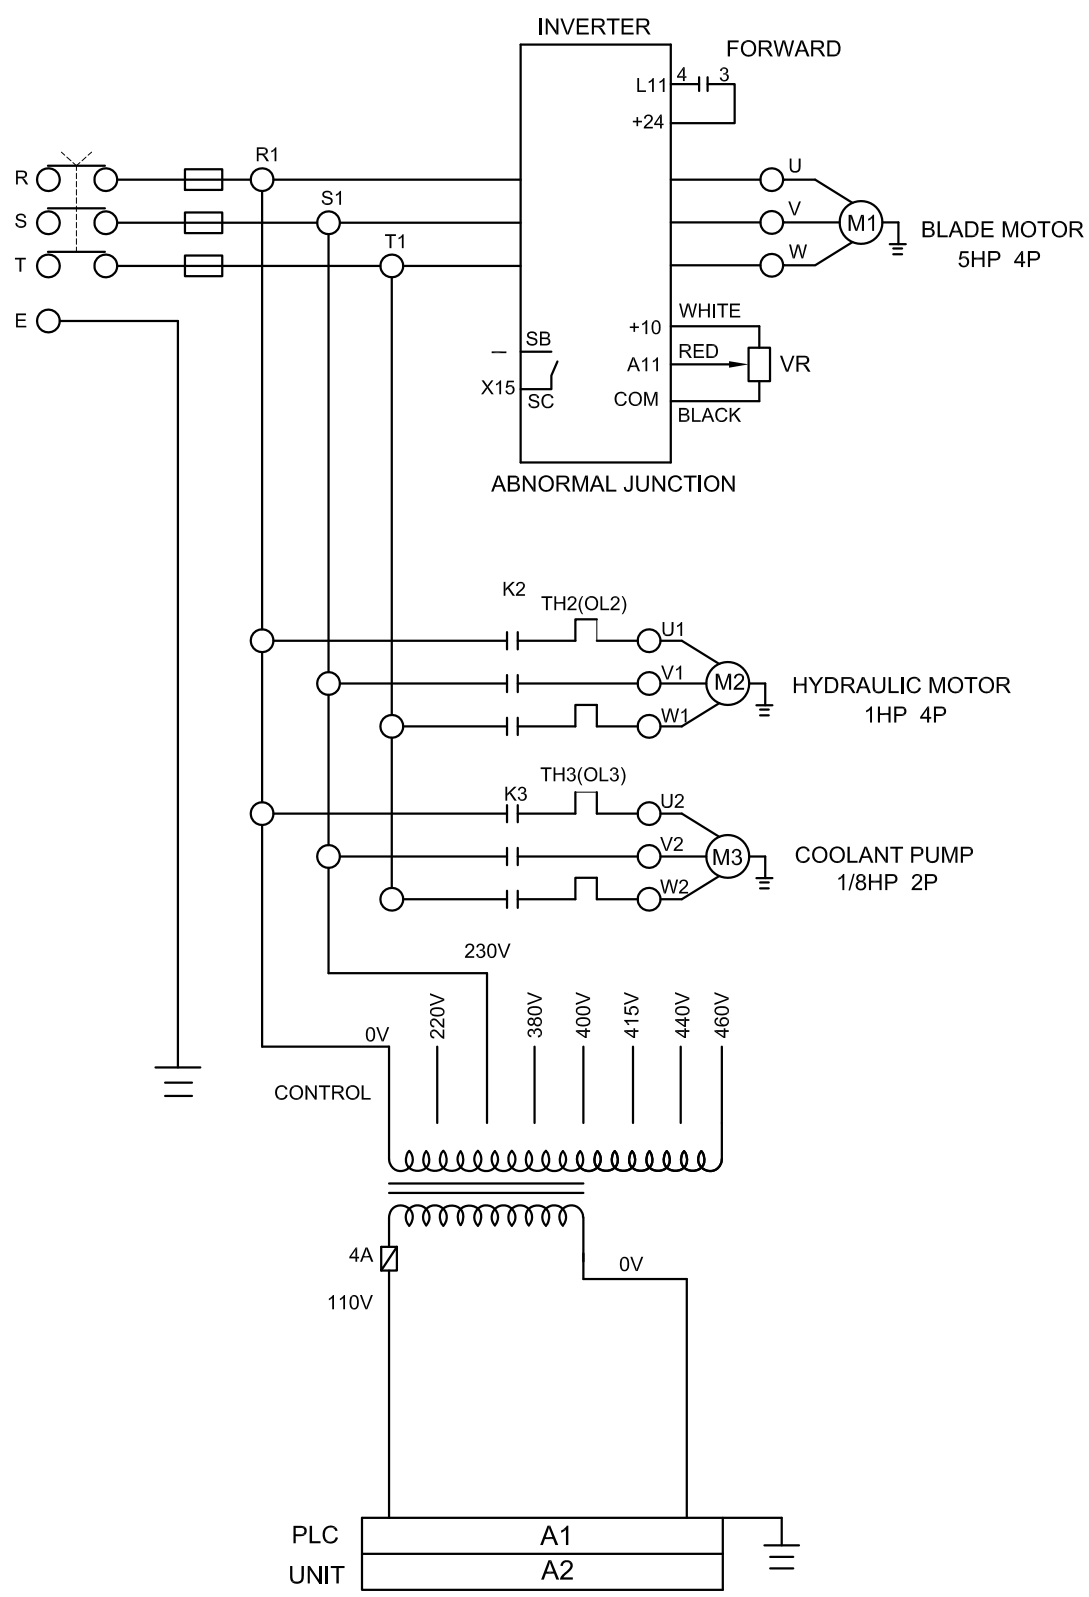 INVERTER
FORWARD
L11
4
3
+24
R
R1
U
S
S1
V
M1
BLADE MOTOR
5HP 4P
T
T1
W
E
+10
WHITE
SB
A11
RED
VR
X15
SC
COM
BLACK
ABNORMAL JUNCTION
K2
TH2(OL2)
U1
V1
M2
HYDRAULIC MOTOR
1HP 4P
W1
K3
TH3(OL3)
U2
V2
M3
COOLANT PUMP
1/8HP 2P
W2
230V
0V
220V
380V
400V
415V
440V
460V
CONTROL
4A
0V
110V
PLC
A1
UNIT
A2